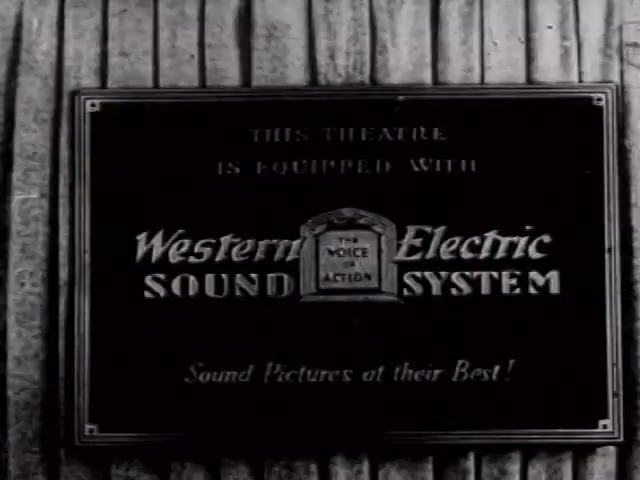 THIS THEATRE
IS EQUIPPED WITH
Western Electric
SOUND SYSTEM
THE
VOICE
OF
ACTION
Sound Pictures at their Best!